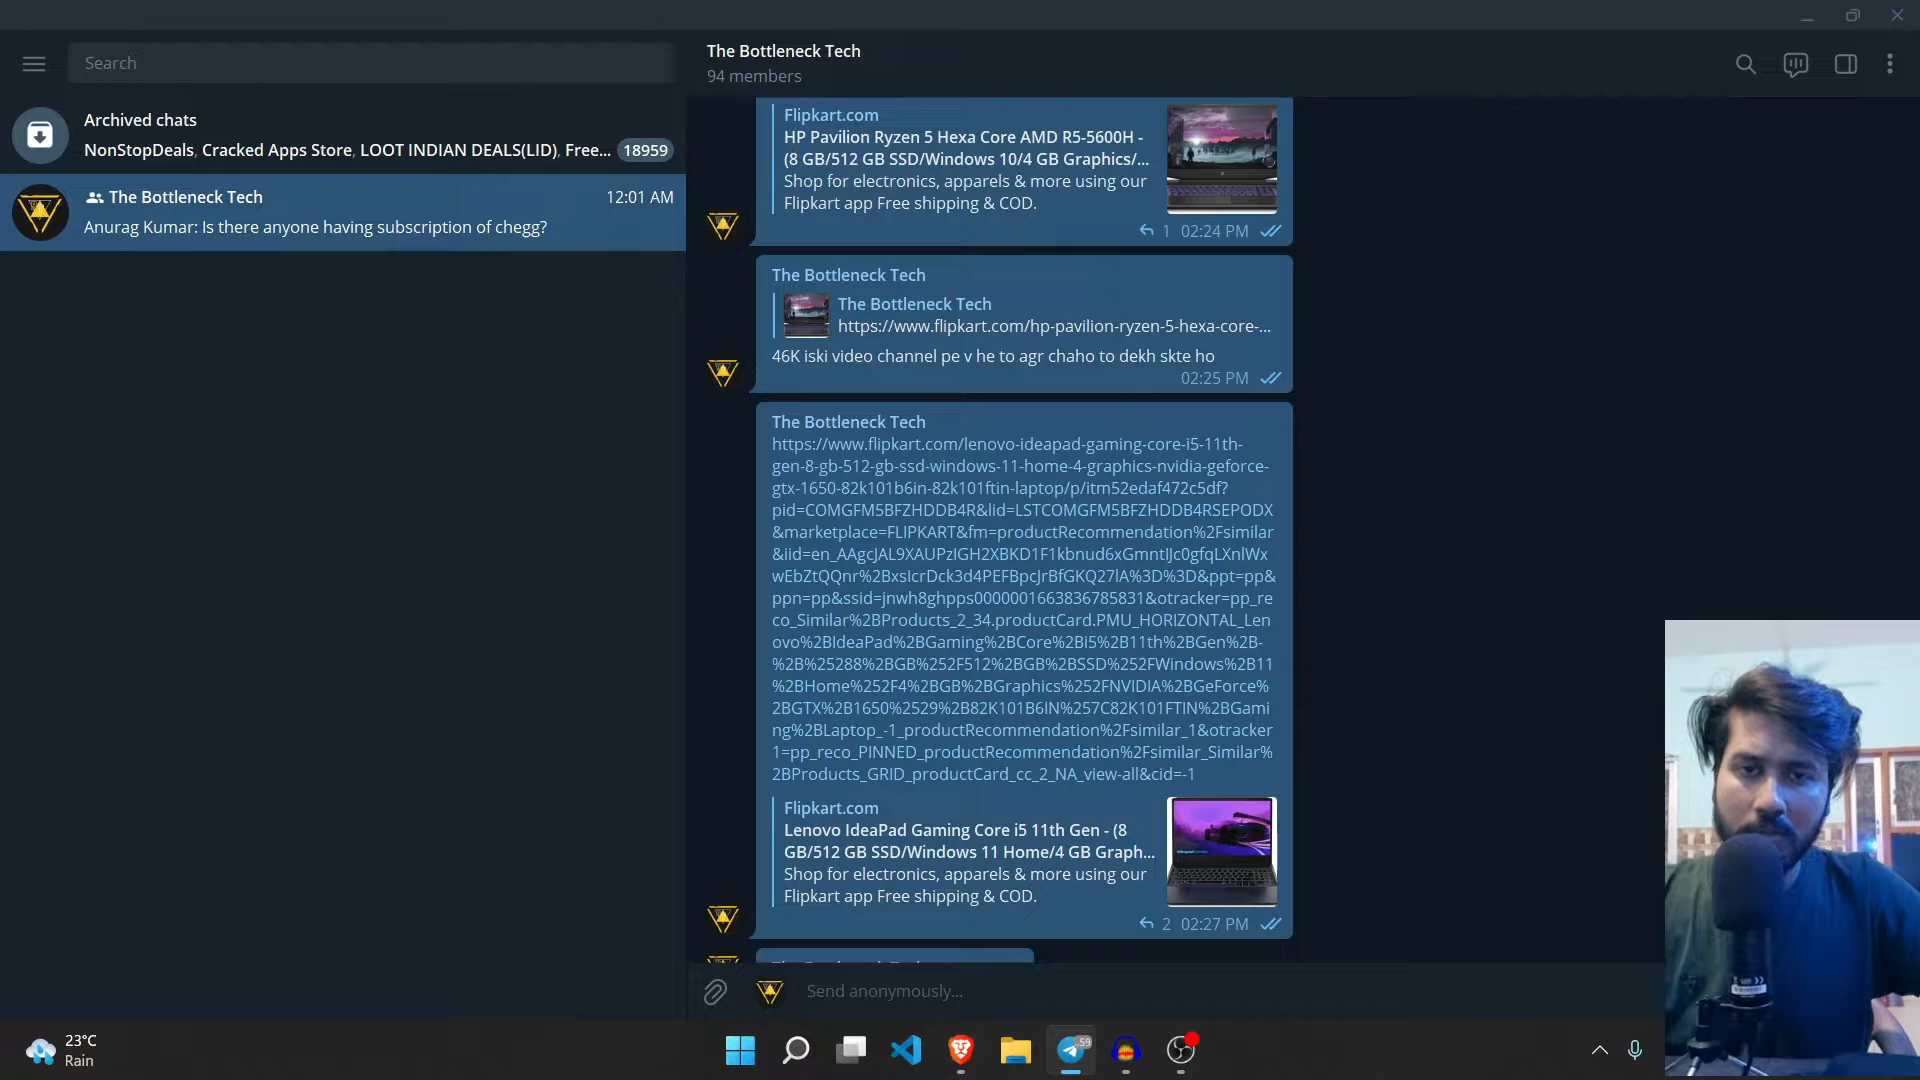 Search
Archived chats
NonStopDeals, Cracked Apps Store, LOOT INDIAN DEALS(LID), Free...
18959
The Bottleneck Tech
12:01 AM
Anurag Kumar: Is there anyone having subscription of chegg?
The Bottleneck Tech
94 members
Flipkart.com
HP Pavilion Ryzen 5 Hexa Core AMD R5-5600H -
(8 GB/512 GB SSD/Windows 10/4 GB Graphics/...
Shop for electronics, apparels & more using our
Flipkart app Free shipping & COD.
1 02:24 PM
The Bottleneck Tech
The Bottleneck Tech
https://www.flipkart.com/hp-pavilion-ryzen-5-hexa-core-...
46K iski video channel pe v he to agr chaho to dekh skte ho
02:25 PM
The Bottleneck Tech
https://www.flipkart.com/lenovo-ideapad-gaming-core-i5-11th-
gen-8-gb-512-gb-ssd-windows-11-home-4-graphics-nvidia-geforce-
gtx-1650-82k101b6in-82k101ftin-laptop/p/itm52edaf472c5df?
pid=COMGFM5BFZHDDB4R&lid=LSTCOMGFM5BFZHDDB4RSEPODX
&marketplace=FLIPKART&fm=productRecommendation%2Fsimilar
&iid=en_AAgcJAL9XAUPzIGH2XBKD1F1kbnud6xGmntIJc0gfqLXnlWx
wEbZtQQnr%2BxsIcrDck3d4PEFBpcJrBfGKQ27lA%3D%3D&ppt=pp&
ppn=pp&ssid=jnwh8ghpps0000001663836785831&otracker=pp_re
co_Similar%2BProducts_2_34.productCard.PMU_HORIZONTAL_Len
ovo%2BIdeaPad%2BGaming%2BCore%2Bi5%2B11th%2BGen%2B-
%2B%25288%2BGB%252F512%2BGB%2BSSD%252FWindows%2B11
%2BHome%252F4%2BGB%2BGraphics%252FNVIDIA%2BGeForce%
2BGTX%2B1650%2529%2B82K101B6IN%257C82K101FTIN%2BGami
ng%2BLaptop_-1_productRecommendation%2Fsimilar_1&otracker
1=pp_reco_PINNED_productRecommendation%2Fsimilar_Similar%
2BProducts_GRID_productCard_cc_2_NA_view-all&cid=-1
Flipkart.com
Lenovo IdeaPad Gaming Core i5 11th Gen - (8
GB/512 GB SSD/Windows 11 Home/4 GB Graph...
Shop for electronics, apparels & more using our
Flipkart app Free shipping & COD.
2 02:27 PM
Send anonymously...
23°C
Rain